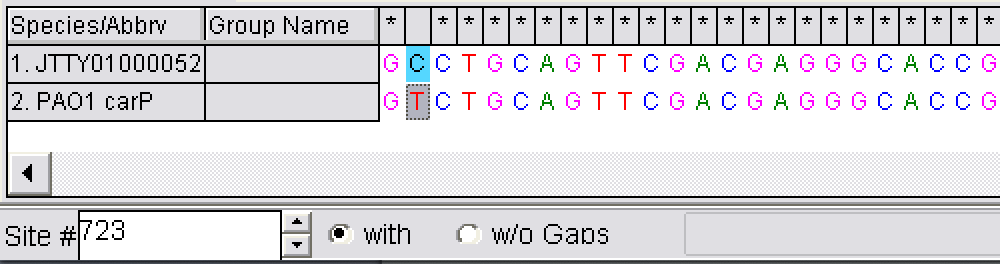 Species/Abbrv Group Name * * * * * * * * * * * * * * * * * * * * * * *
1. JTTY01000052 G C C T G C A G T T C G A C G A G G G C A C C G
2. PAO1 carP G T C T G C A G T T C G A C G A G G G C A C C G
Site # 723 with w/o Gaps